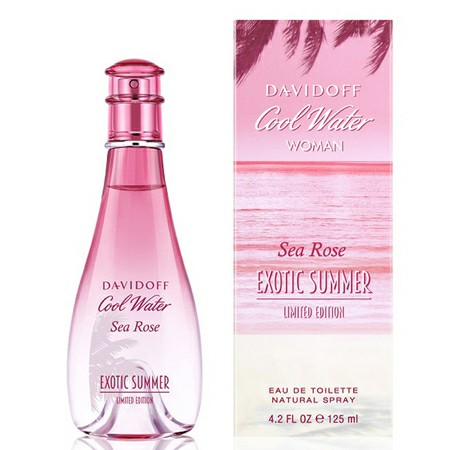 DAVIDOFF
Cool Water
Sea Rose
EXOTIC SUMMER
LIMITED EDITION
DAVIDOFF
Cool Water
WOMAN
Sea Rose
EXOTIC SUMMER
LIMITED EDITION
EAU DE TOILETTE
NATURAL SPRAY
4.2 FL OZ ℮ 125 ml